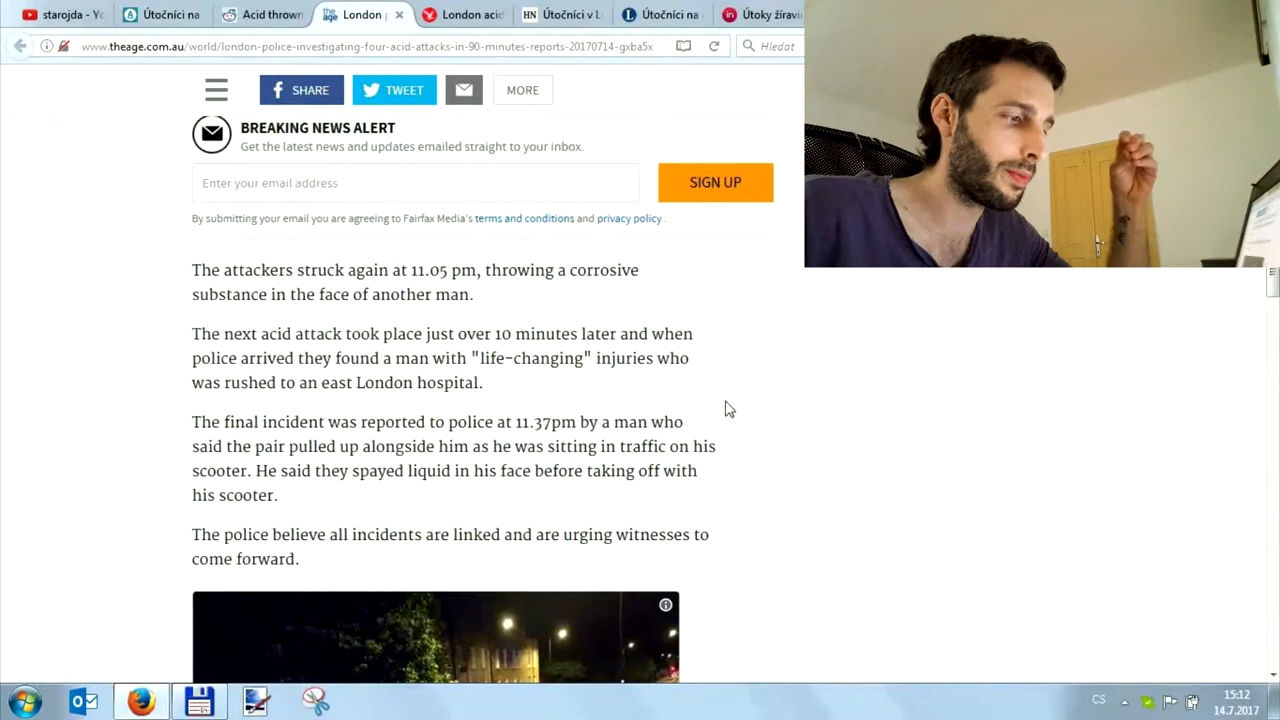 starojda - Yo
Útočníci na
Acid thrown
London p
London acid
Útočníci v L
Útočníci na
Útoky žíravin
www.theage.com.au/world/london-police-investigating-four-acid-attacks-in-90-minutes-reports-20170714-gxba5x
Hledat
SHARE
TWEET
MORE
BREAKING NEWS ALERT
Get the latest news and updates emailed straight to your inbox.
Enter your email address
SIGN UP
By submitting your email you are agreeing to Fairfax Media's terms and conditions and privacy policy .
The attackers struck again at 11.05 pm, throwing a corrosive
substance in the face of another man.
The next acid attack took place just over 10 minutes later and when
police arrived they found a man with "life-changing" injuries who
was rushed to an east London hospital.
The final incident was reported to police at 11.37pm by a man who
said the pair pulled up alongside him as he was sitting in traffic on his
scooter. He said they spayed liquid in his face before taking off with
his scooter.
The police believe all incidents are linked and are urging witnesses to
come forward.
CS
15:12
14.7.2017